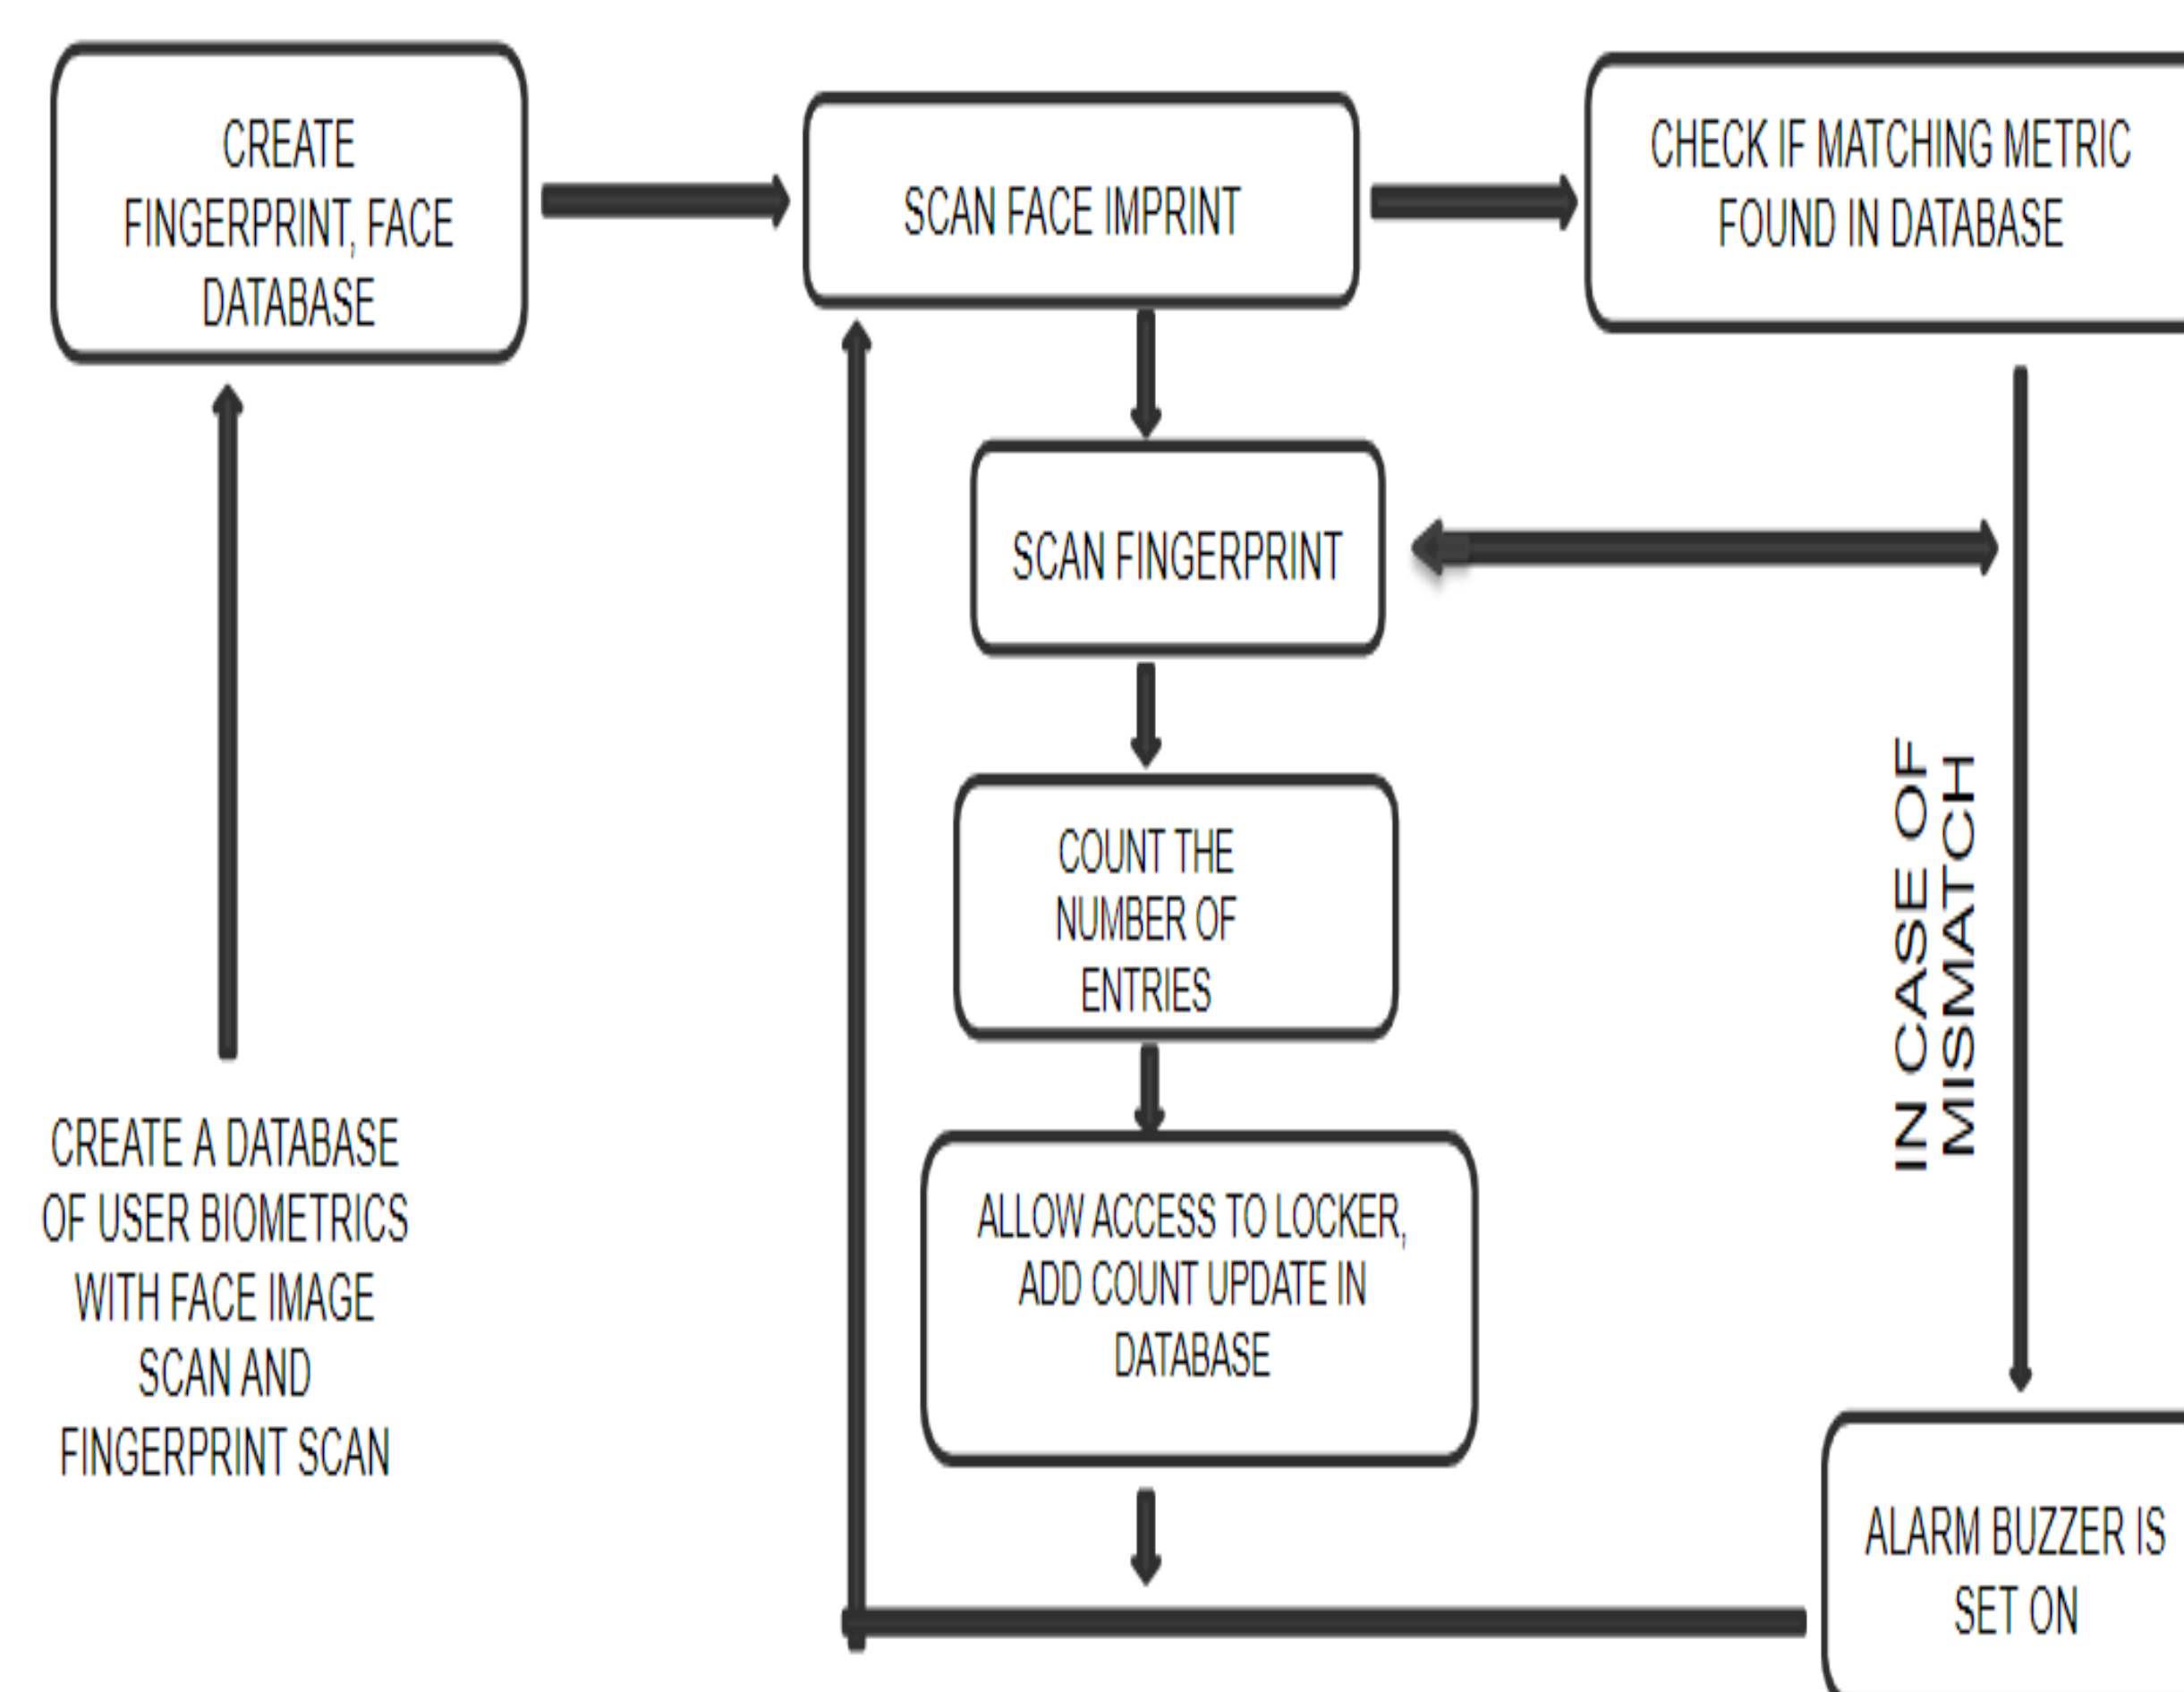 CREATE
FINGERPRINT, FACE
DATABASE
SCAN FACE IMPRINT
CHECK IF MATCHING METRIC
FOUND IN DATABASE
SCAN FINGERPRINT
COUNT THE
NUMBER OF
ENTRIES
IN CASE OF
MISMATCH
CREATE A DATABASE
OF USER BIOMETRICS
WITH FACE IMAGE
SCAN AND
FINGERPRINT SCAN
ALLOW ACCESS TO LOCKER,
ADD COUNT UPDATE IN
DATABASE
ALARM BUZZER IS
SET ON